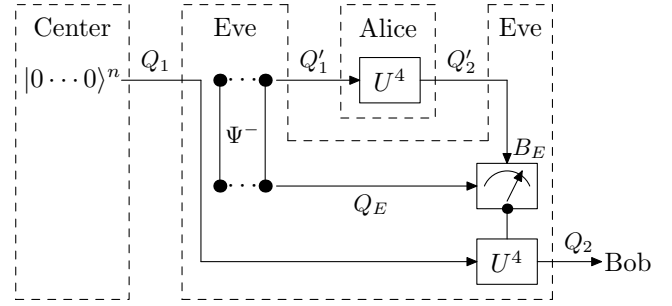 Center Eve Alice Eve
|0···0⟩ⁿ Q₁ Q′₁ U⁴ Q′₂
Ψ⁻
B_E
Q_E
U⁴ Q₂ Bob